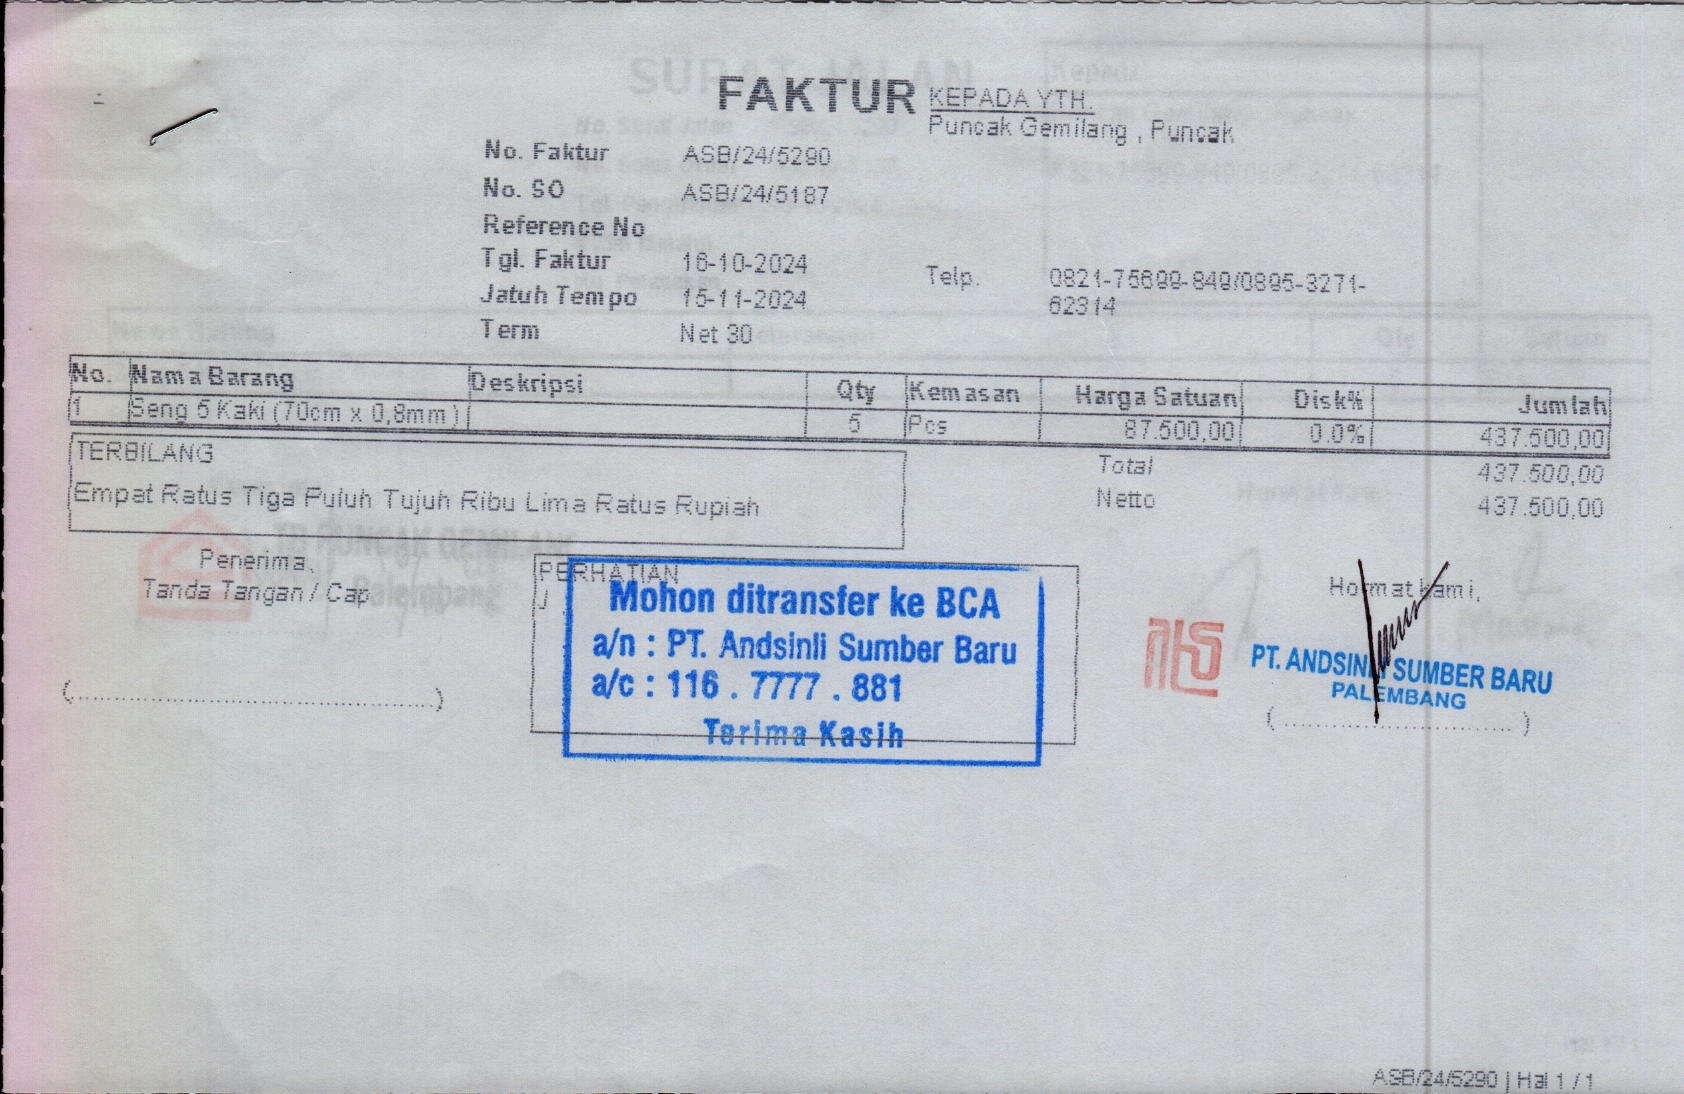 FAKTUR
KEPADA YTH.
Puncak Gemilang , Puncak
No. Faktur ASB/24/5290
No. SO ASB/24/5187
Reference No
Tgl. Faktur 16-10-2024
Telp. 0821-75699-849/0895-3271-
62314
Jatuh Tempo 15-11-2024
Term Net 30
No. Nama Barang Deskripsi Qty Kemasan Harga Satuan Disk% Jumlah
1 Seng 5 Kaki (70cm x 0,8mm) 5 Pcs 87.500,00 0.0% 437.500,00
TERBILANG
Empat Ratus Tiga Puluh Tujuh Ribu Lima Ratus Rupiah
Total 437.500,00
Netto 437.500,00
Penerima,
Tanda Tangan / Cap
PERHATIAN
Mohon ditransfer ke BCA
a/n : PT. Andsinli Sumber Baru
a/c : 116 . 7777 . 881
Terima Kasih
Hormat kami,
PT. ANDSINLI SUMBER BARU
PALEMBANG
ASB/24/5290 | Hal 1 / 1